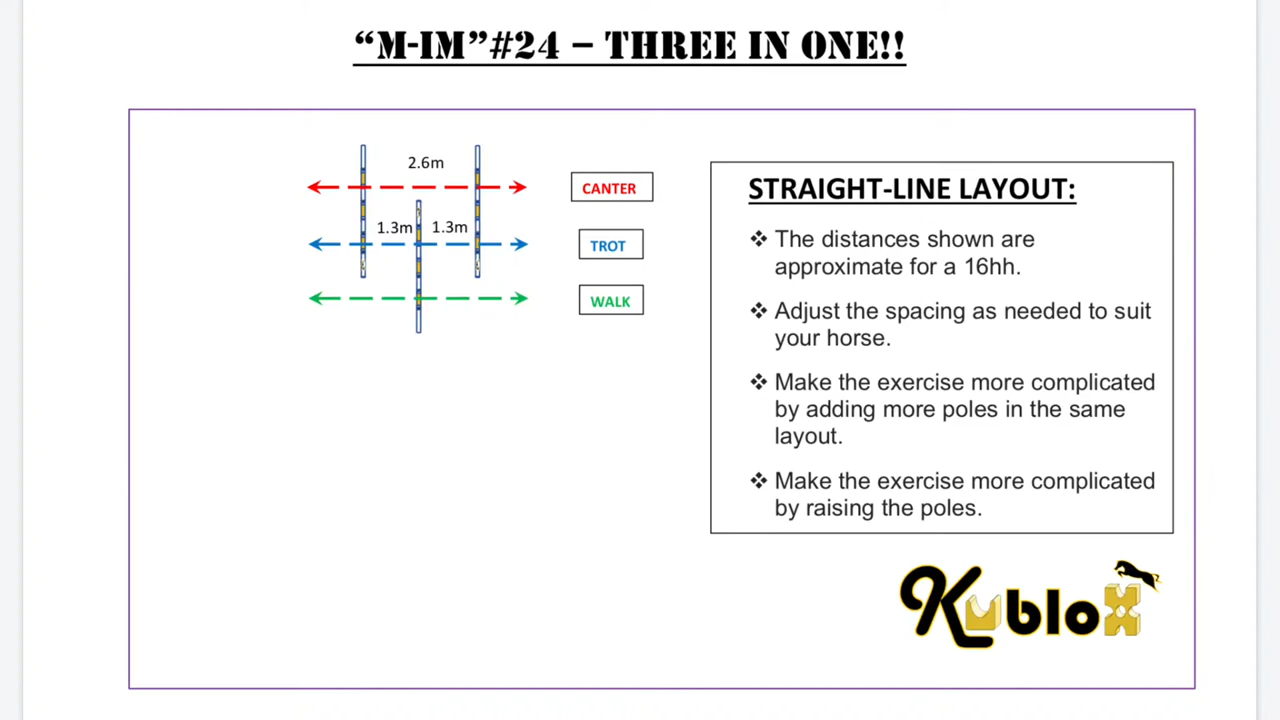 “M-IM”#24 – THREE IN ONE!!
2.6m
CANTER
1.3m 1.3m
TROT
WALK
STRAIGHT-LINE LAYOUT:
❖ The distances shown are
approximate for a 16hh.
❖ Adjust the spacing as needed to suit
your horse.
❖ Make the exercise more complicated
by adding more poles in the same
layout.
❖ Make the exercise more complicated
by raising the poles.
Kublox